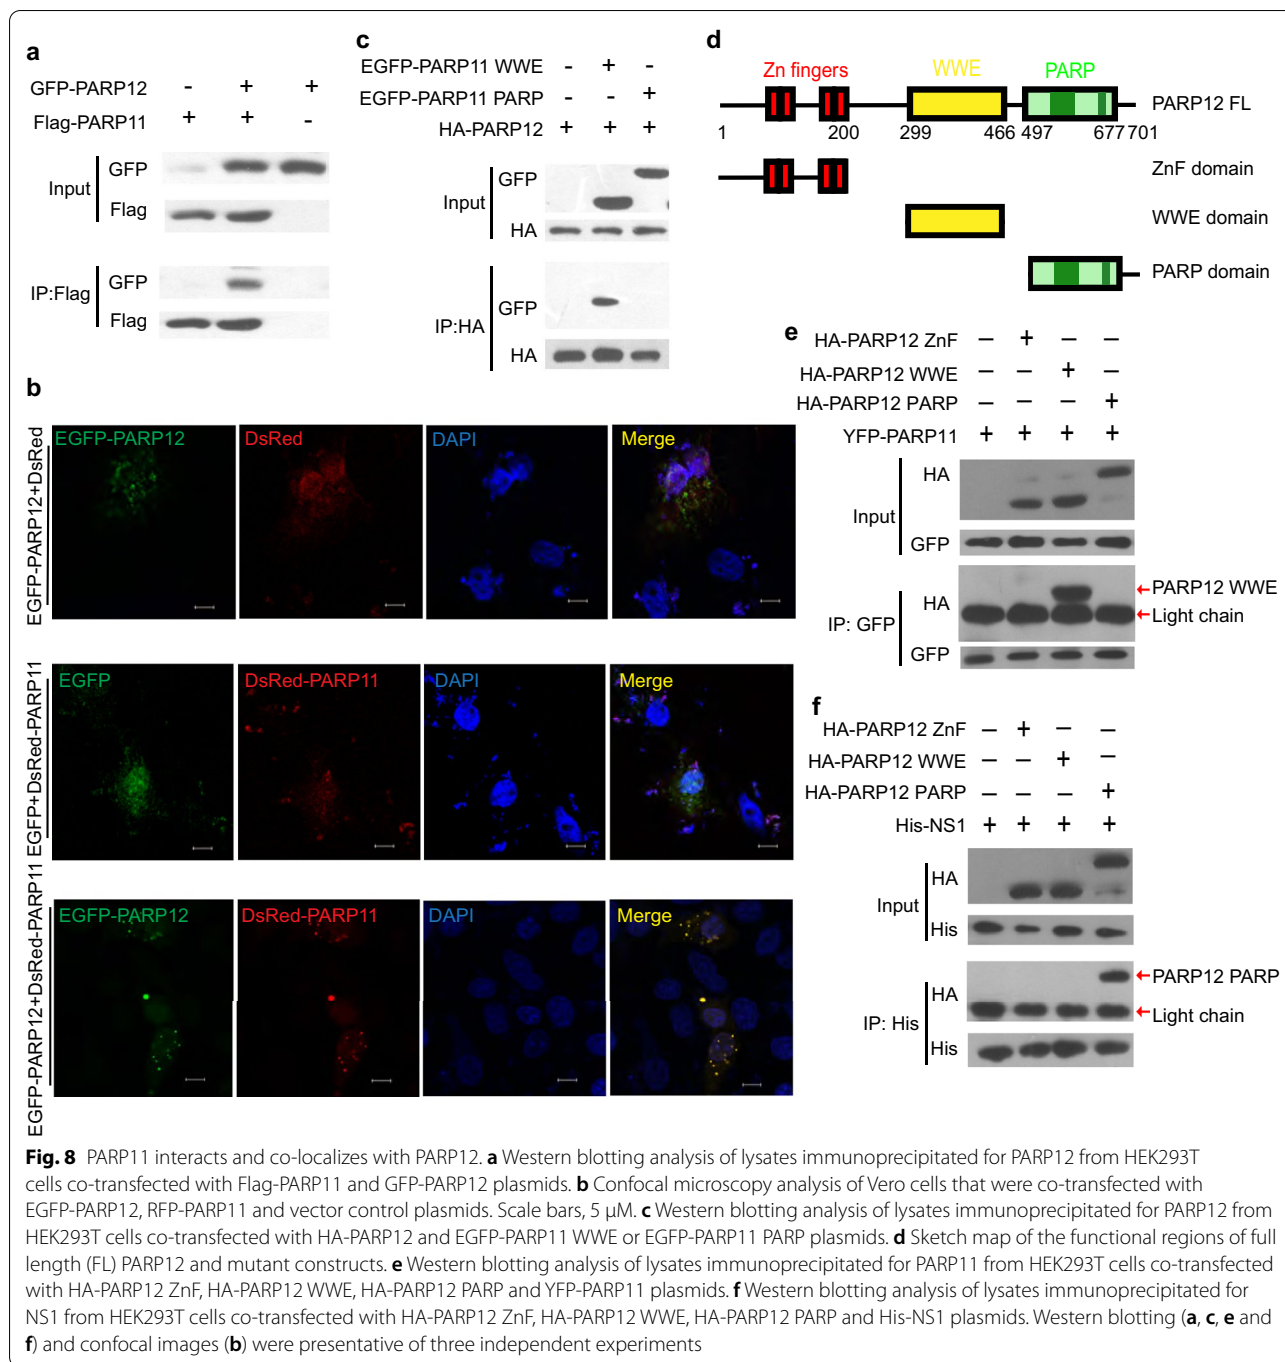 a
GFP-PARP12 - + +
Flag-PARP11 + + -
Input
GFP
Flag
IP:Flag
GFP
Flag
c
EGFP-PARP11 WWE - + -
EGFP-PARP11 PARP - - +
HA-PARP12 + + +
Input
GFP
HA
IP:HA
GFP
HA
d
Zn fingers WWE PARP
PARP12 FL
1 200 299 466 497 677 701
ZnF domain
WWE domain
PARP domain
b
EGFP-PARP12+DsRed
EGFP-PARP12 DsRed DAPI Merge
EGFP+DsRed-PARP11
EGFP DsRed-PARP11 DAPI Merge
EGFP-PARP12+DsRed-PARP11
EGFP-PARP12 DsRed-PARP11 DAPI Merge
e
HA-PARP12 ZnF − + − −
HA-PARP12 WWE − − + −
HA-PARP12 PARP − − − +
YFP-PARP11 + + + +
Input
HA
GFP
IP: GFP
HA
PARP12 WWE
Light chain
GFP
f
HA-PARP12 ZnF − + − −
HA-PARP12 WWE − − + −
HA-PARP12 PARP − − − +
His-NS1 + + + +
Input
HA
His
IP: His
HA
PARP12 PARP
Light chain
His
Fig. 8 PARP11 interacts and co-localizes with PARP12. a Western blotting analysis of lysates immunoprecipitated for PARP12 from HEK293T
cells co-transfected with Flag-PARP11 and GFP-PARP12 plasmids. b Confocal microscopy analysis of Vero cells that were co-transfected with
EGFP-PARP12, RFP-PARP11 and vector control plasmids. Scale bars, 5 µM. c Western blotting analysis of lysates immunoprecipitated for PARP12 from
HEK293T cells co-transfected with HA-PARP12 and EGFP-PARP11 WWE or EGFP-PARP11 PARP plasmids. d Sketch map of the functional regions of full
length (FL) PARP12 and mutant constructs. e Western blotting analysis of lysates immunoprecipitated for PARP11 from HEK293T cells co-transfected
with HA-PARP12 ZnF, HA-PARP12 WWE, HA-PARP12 PARP and YFP-PARP11 plasmids. f Western blotting analysis of lysates immunoprecipitated for
NS1 from HEK293T cells co-transfected with HA-PARP12 ZnF, HA-PARP12 WWE, HA-PARP12 PARP and His-NS1 plasmids. Western blotting (a, c, e and
f) and confocal images (b) were presentative of three independent experiments